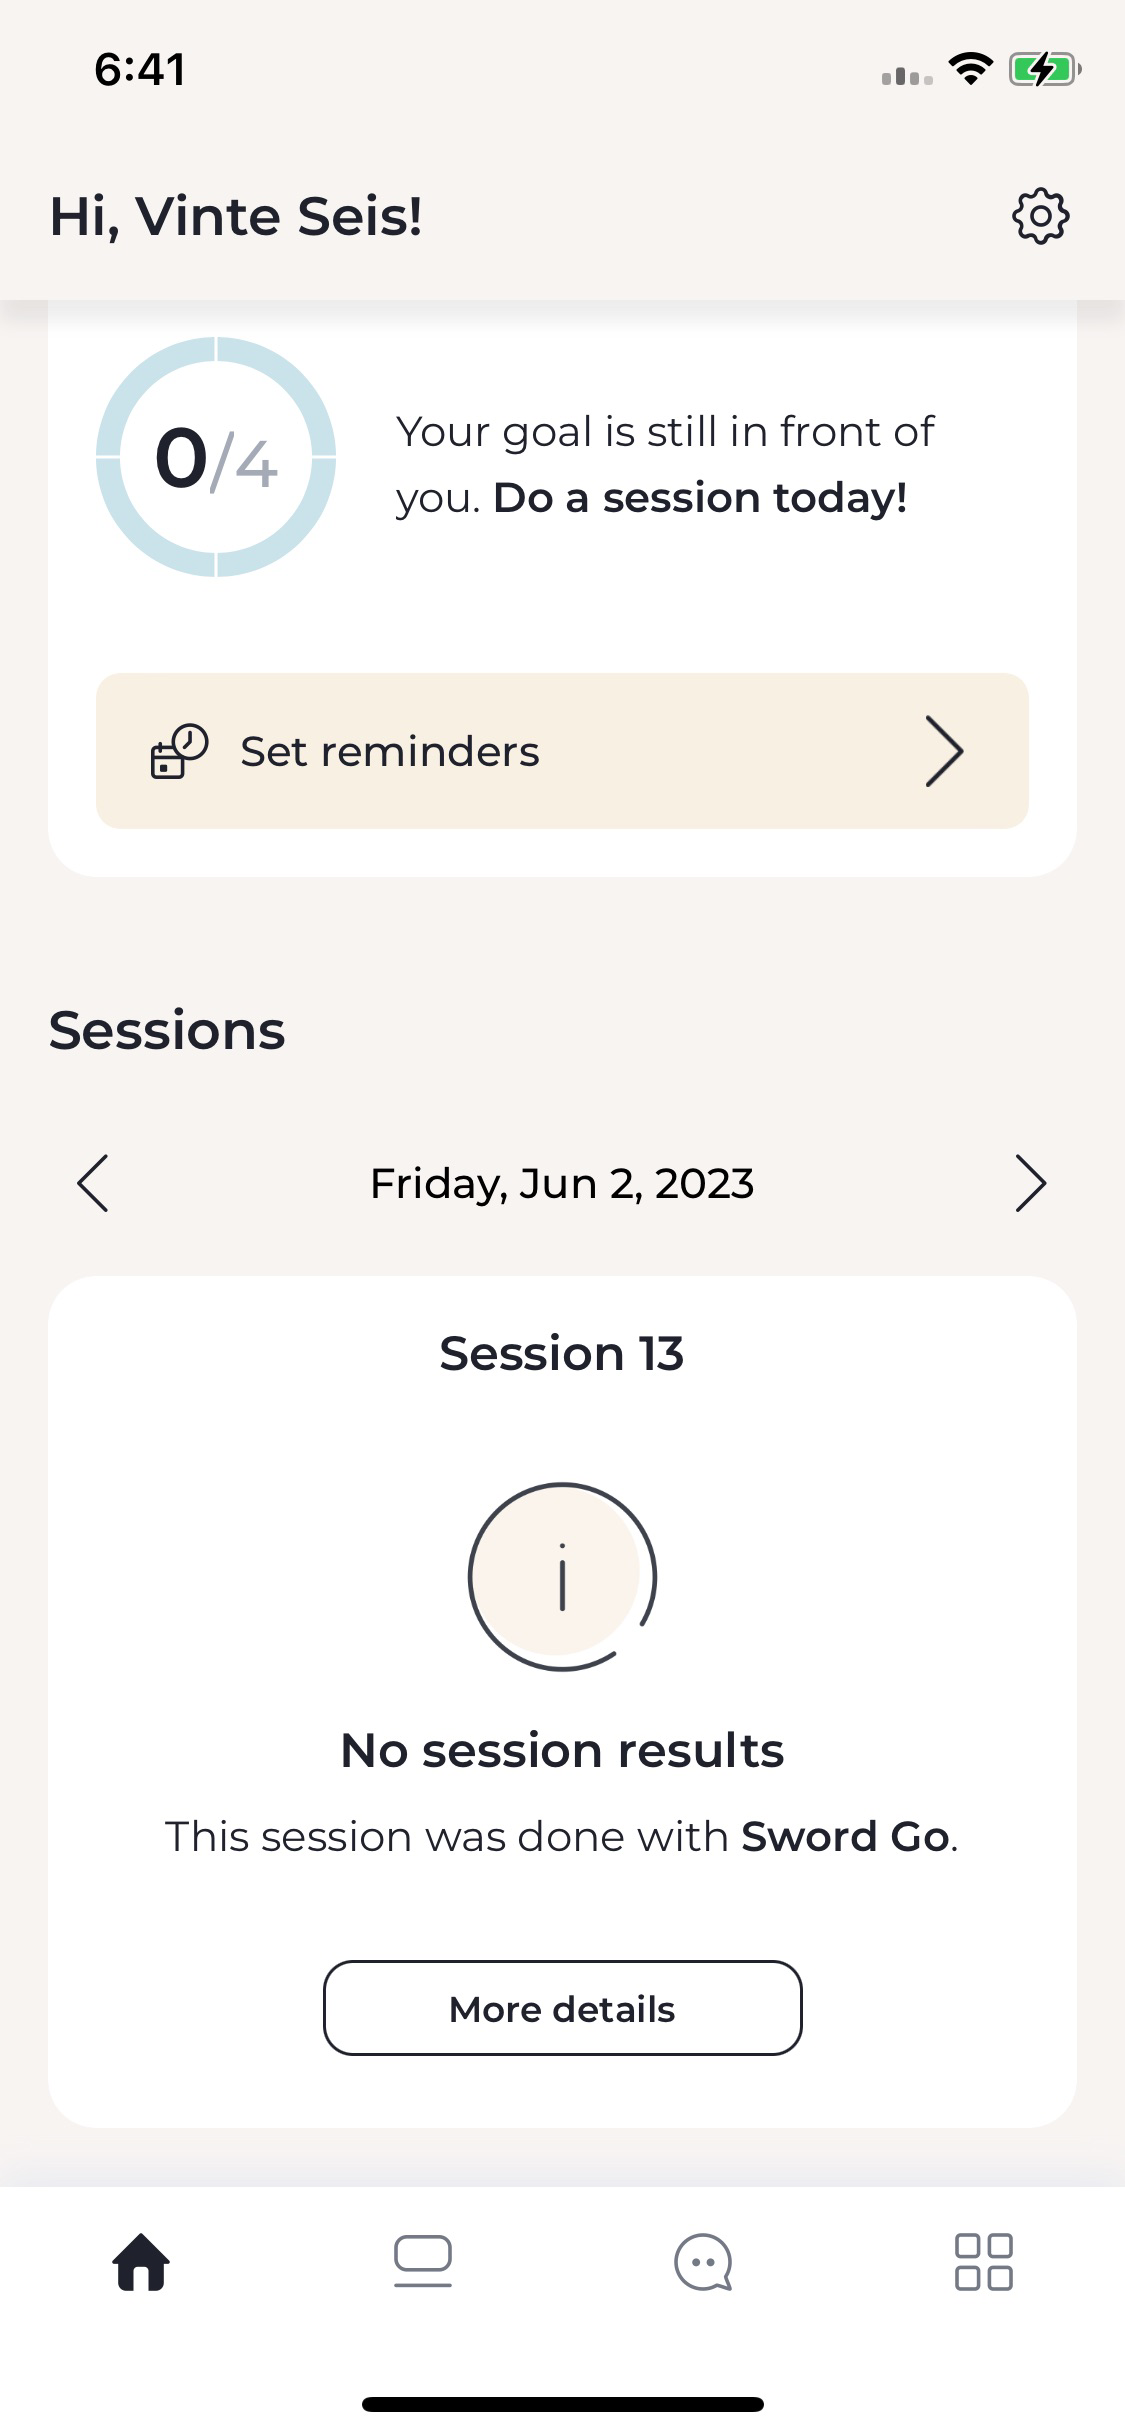 6:41
Hi, Vinte Seis!
0/4
Your goal is still in front of
you. Do a session today!
Set reminders
Sessions
Friday, Jun 2, 2023
Session 13
No session results
This session was done with Sword Go.
More details